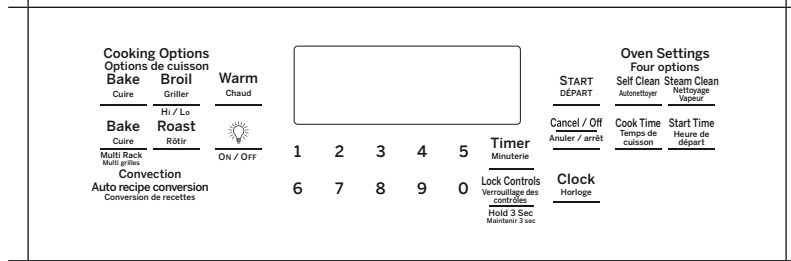 Cooking Options
Options de cuisson
Bake
Cuire
Broil
Griller
Hi / Lo
Warm
Chaud
Bake
Cuire
Multi Rack
Multi grilles
Roast
Rôtir
ON / OFF
Convection
Auto recipe conversion
Conversion de recettes
1 2 3 4 5
6 7 8 9 0
Timer
Minuterie
Lock Controls
Verrouillage des
contrôles
Hold 3 Sec
Maintenir 3 sec
START
DÉPART
Cancel / Off
Anuler / arrêt
Clock
Horloge
Oven Settings
Four options
Self Clean
Autonettoyer
Steam Clean
Nettoyage
Vapeur
Cook Time
Temps de
cuisson
Start Time
Heure de
départ